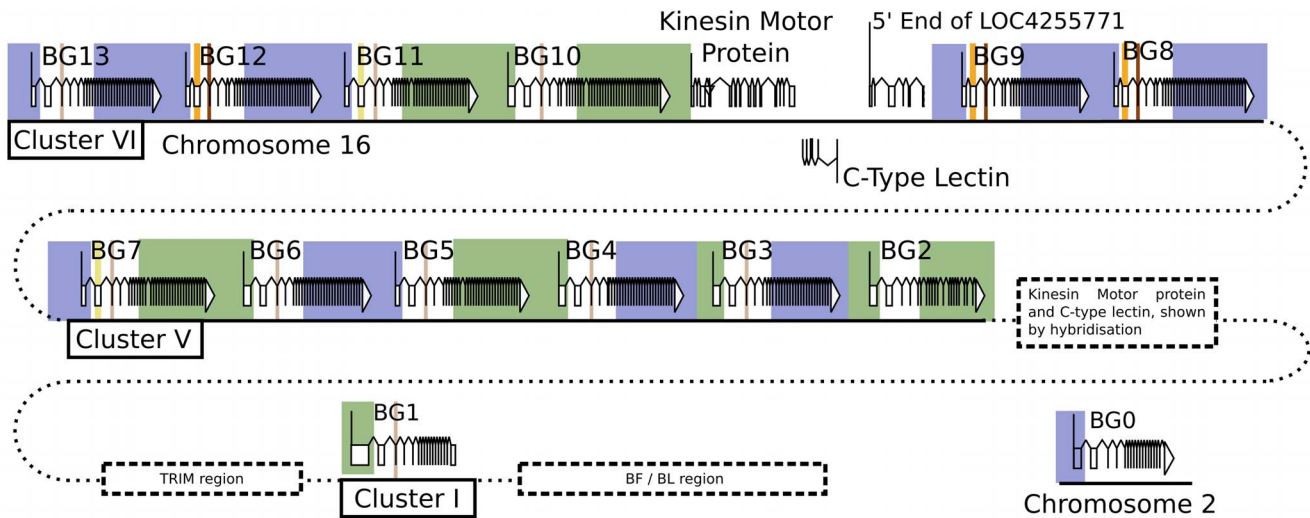 Kinesin Motor
Protein
5' End of LOC4255771
BG13
BG12
BG11
BG10
BG9
BG8
Cluster VI
Chromosome 16
C-Type Lectin
BG7
BG6
BG5
BG4
BG3
BG2
Kinesin Motor protein
and C-type lectin, shown
by hybridisation
Cluster V
BG1
BG0
TRIM region
BF / BL region
Cluster I
Chromosome 2